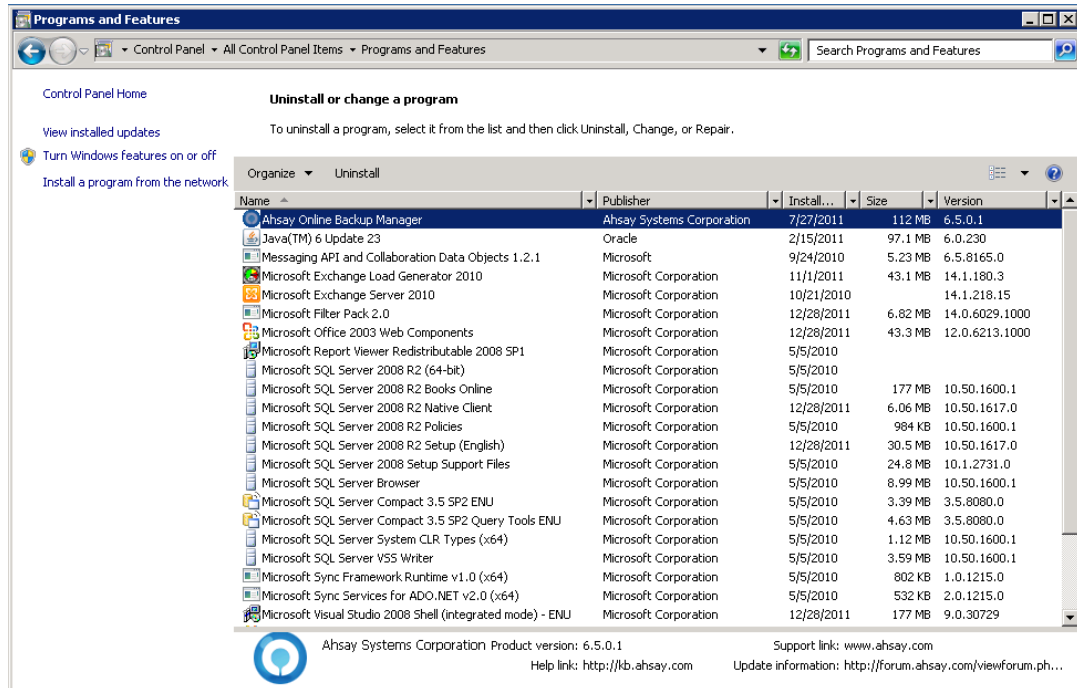 Programs and Features
Control Panel All Control Panel Items Programs and Features Search Programs and Features
Control Panel Home
View installed updates
Turn Windows features on or off
Install a program from the network
Uninstall or change a program
To uninstall a program, select it from the list and then click Uninstall, Change, or Repair.
Organize Uninstall
Name Publisher Install... Size Version
Ahsay Online Backup Manager Ahsay Systems Corporation 7/27/2011 112 MB 6.5.0.1
Java(TM) 6 Update 23 Oracle 2/15/2011 97.1 MB 6.0.230
Messaging API and Collaboration Data Objects 1.2.1 Microsoft 9/24/2010 5.23 MB 6.5.8165.0
Microsoft Exchange Load Generator 2010 Microsoft Corporation 11/1/2011 43.1 MB 14.1.180.3
Microsoft Exchange Server 2010 Microsoft Corporation 10/21/2010 14.1.218.15
Microsoft Filter Pack 2.0 Microsoft Corporation 12/28/2011 6.82 MB 14.0.6029.1000
Microsoft Office 2003 Web Components Microsoft Corporation 12/28/2011 43.3 MB 12.0.6213.1000
Microsoft Report Viewer Redistributable 2008 SP1 Microsoft Corporation 5/5/2010
Microsoft SQL Server 2008 R2 (64-bit) Microsoft Corporation 5/5/2010
Microsoft SQL Server 2008 R2 Books Online Microsoft Corporation 5/5/2010 177 MB 10.50.1600.1
Microsoft SQL Server 2008 R2 Native Client Microsoft Corporation 12/28/2011 6.06 MB 10.50.1617.0
Microsoft SQL Server 2008 R2 Policies Microsoft Corporation 5/5/2010 984 KB 10.50.1600.1
Microsoft SQL Server 2008 R2 Setup (English) Microsoft Corporation 12/28/2011 30.5 MB 10.50.1617.0
Microsoft SQL Server 2008 Setup Support Files Microsoft Corporation 5/5/2010 24.8 MB 10.1.2731.0
Microsoft SQL Server Browser Microsoft Corporation 5/5/2010 8.99 MB 10.50.1600.1
Microsoft SQL Server Compact 3.5 SP2 ENU Microsoft Corporation 5/5/2010 3.39 MB 3.5.8080.0
Microsoft SQL Server Compact 3.5 SP2 Query Tools ENU Microsoft Corporation 5/5/2010 4.63 MB 3.5.8080.0
Microsoft SQL Server System CLR Types (x64) Microsoft Corporation 5/5/2010 1.12 MB 10.50.1600.1
Microsoft SQL Server VSS Writer Microsoft Corporation 5/5/2010 3.59 MB 10.50.1600.1
Microsoft Sync Framework Runtime v1.0 (x64) Microsoft Corporation 5/5/2010 802 KB 1.0.1215.0
Microsoft Sync Services for ADO.NET v2.0 (x64) Microsoft Corporation 5/5/2010 532 KB 2.0.1215.0
Microsoft Visual Studio 2008 Shell (integrated mode) - ENU Microsoft Corporation 12/28/2011 177 MB 9.0.30729
Ahsay Systems Corporation Product version: 6.5.0.1 Support link: www.ahsay.com
Help link: http://kb.ahsay.com Update information: http://forum.ahsay.com/viewforum.ph...